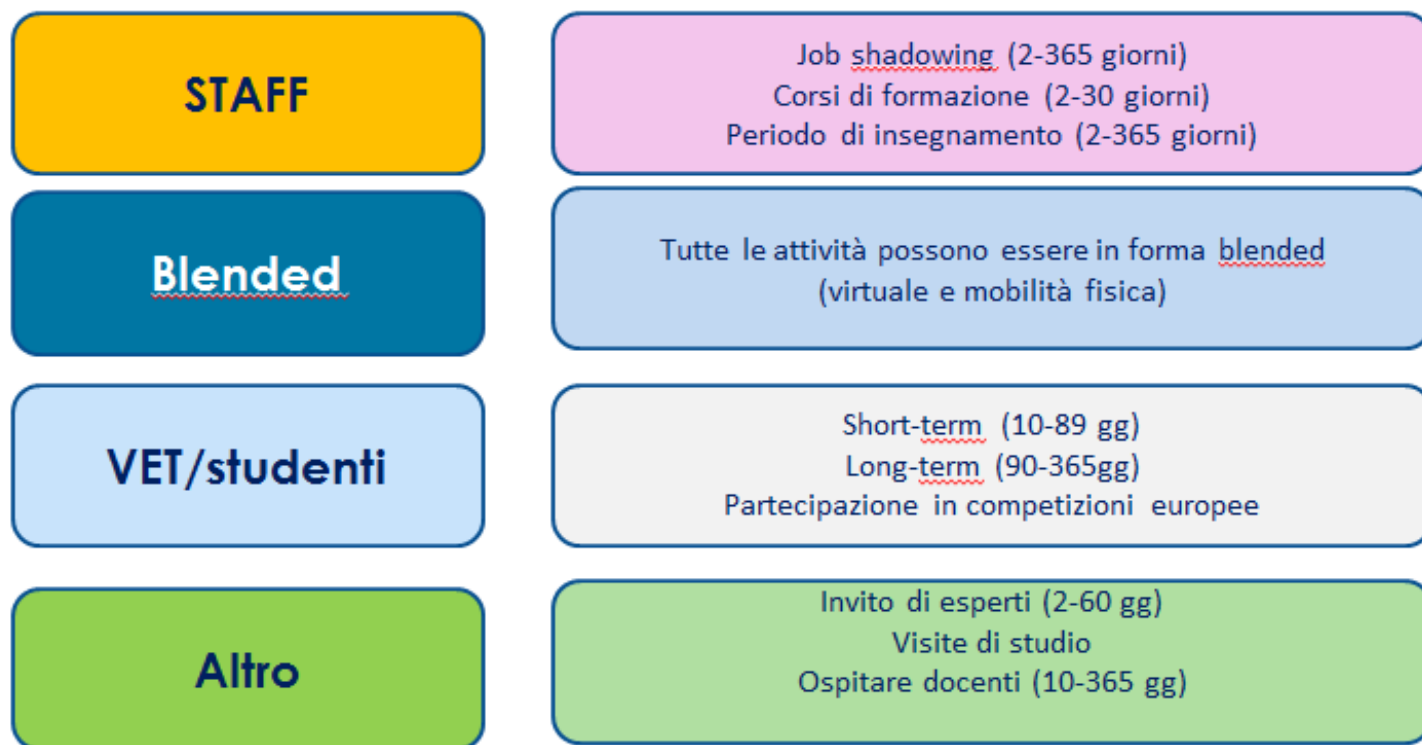 STAFF
Job shadowing (2-365 giorni)
Corsi di formazione (2-30 giorni)
Periodo di insegnamento (2-365 giorni)
Blended
Tutte le attività possono essere in forma blended
(virtuale e mobilità fisica)
VET/studenti
Short-term (10-89 gg)
Long-term (90-365gg)
Partecipazione in competizioni europee
Altro
Invito di esperti (2-60 gg)
Visite di studio
Ospitare docenti (10-365 gg)